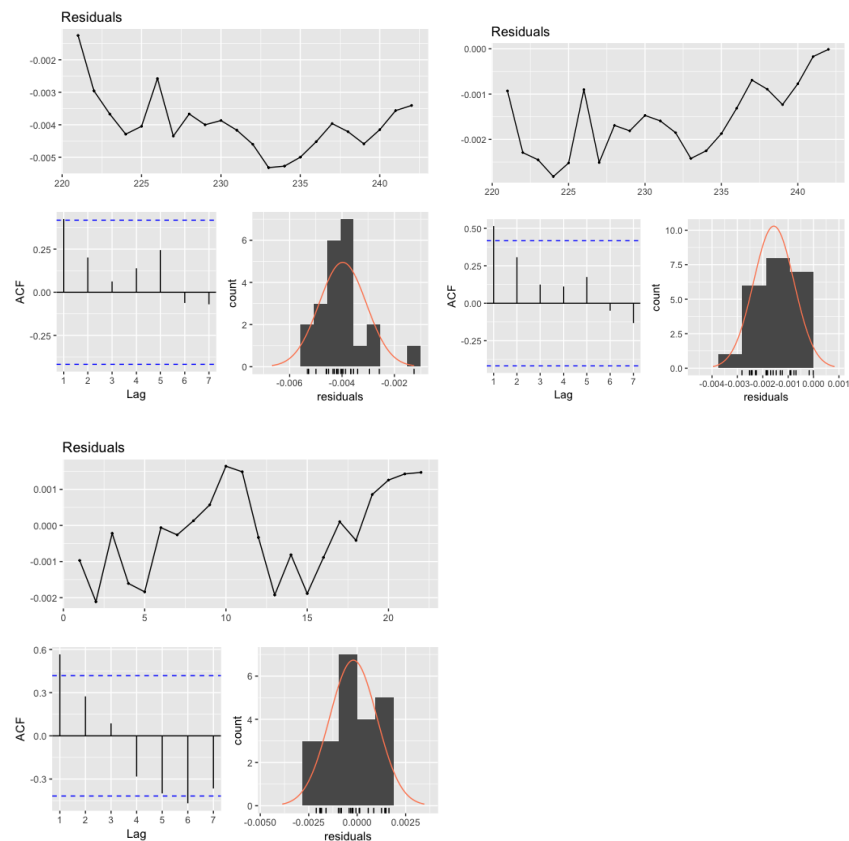 Residuals
-0.002
-0.003
-0.004
-0.005
220 225 230 235 240
0.25
0.00
-0.25
ACF
1 2 3 4 5 6 7
Lag
6
4
2
0
count
-0.006 -0.004 -0.002
residuals
Residuals
0.000
-0.001
-0.002
220 225 230 235 240
0.50
0.25
0.00
-0.25
ACF
1 2 3 4 5 6 7
Lag
10.0
7.5
5.0
2.5
0.0
count
-0.004 -0.003 -0.002 -0.001 0.000 0.001
residuals
Residuals
0.001
0.000
-0.001
-0.002
0 5 10 15 20
0.6
0.3
0.0
-0.3
ACF
1 2 3 4 5 6 7
Lag
6
4
2
0
count
-0.0050 -0.0025 0.0000 0.0025
residuals